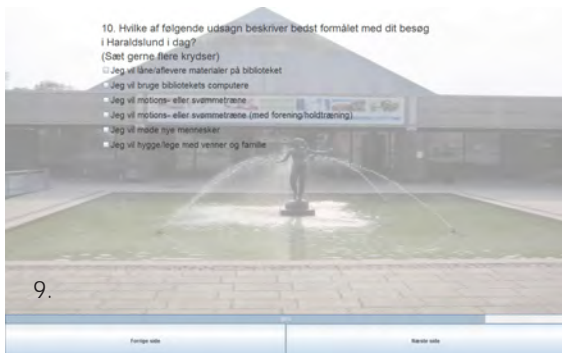 10. Hvilke af følgende udsagn beskriver bedst formålet med dit besøg
i Haraldslund i dag?
(Sæt gerne flere krydser)
Jeg vil låne/aflevere materialer på biblioteket
Jeg vil bruge bibliotekets computere
Jeg vil motions- eller svømmetræne
Jeg vil motions- eller svømmetræne (med forening/holdtræning)
Jeg vil møde nye mennesker
Jeg vil hygge/lege med venner og familie
9.
Forrige side
Næste side